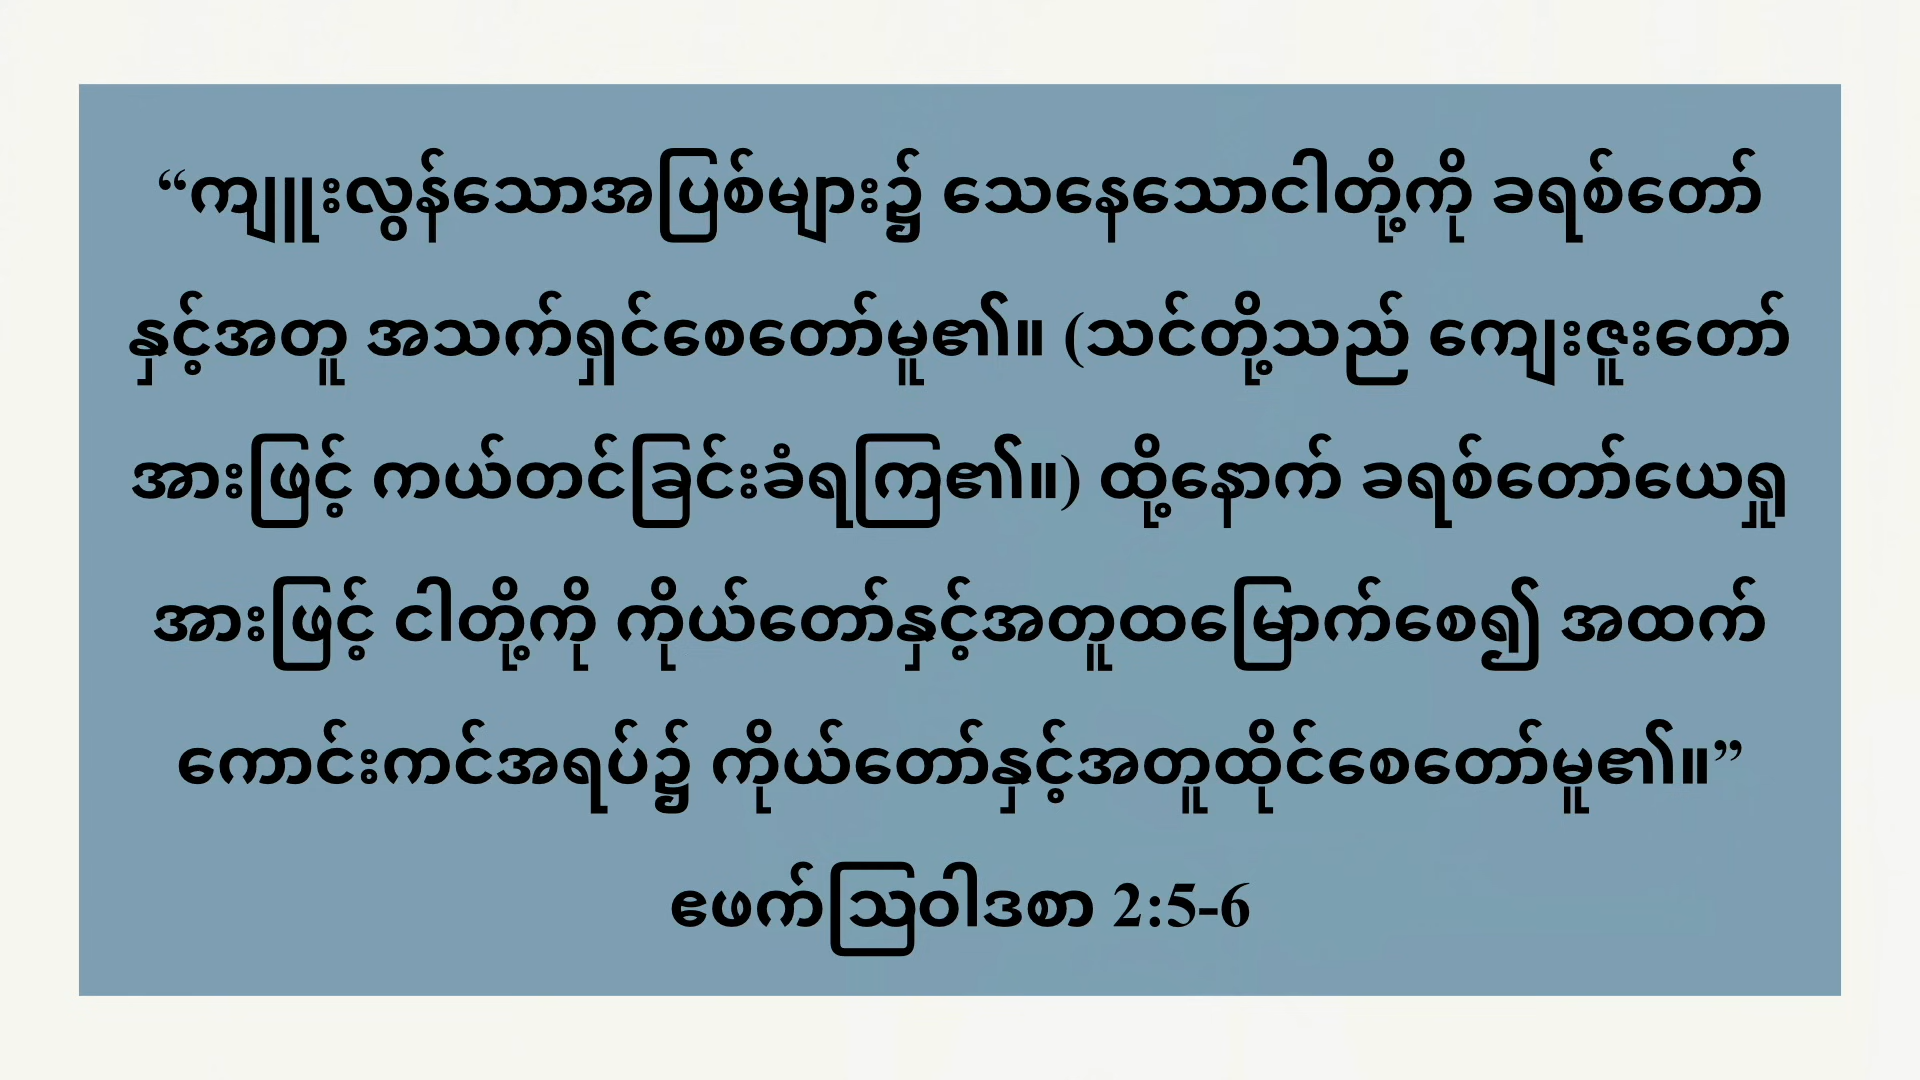 “ကျူးလွန်သောအပြစ်များ၌ သေနေသောငါတို့ကို ခရစ်တော်
နှင့်အတူ အသက်ရှင်စေတော်မူ၏။ (သင်တို့သည် ကျေးဇူးတော်
အားဖြင့် ကယ်တင်ခြင်းခံရကြ၏။) ထို့နောက် ခရစ်တော်ယေရှု
အားဖြင့် ငါတို့ကို ကိုယ်တော်နှင့်အတူထမြောက်စေ၍ အထက်
ကောင်းကင်အရပ်၌ ကိုယ်တော်နှင့်အတူထိုင်စေတော်မူ၏။”
ဧဖက်ဩဝါဒစာ 2:5-6